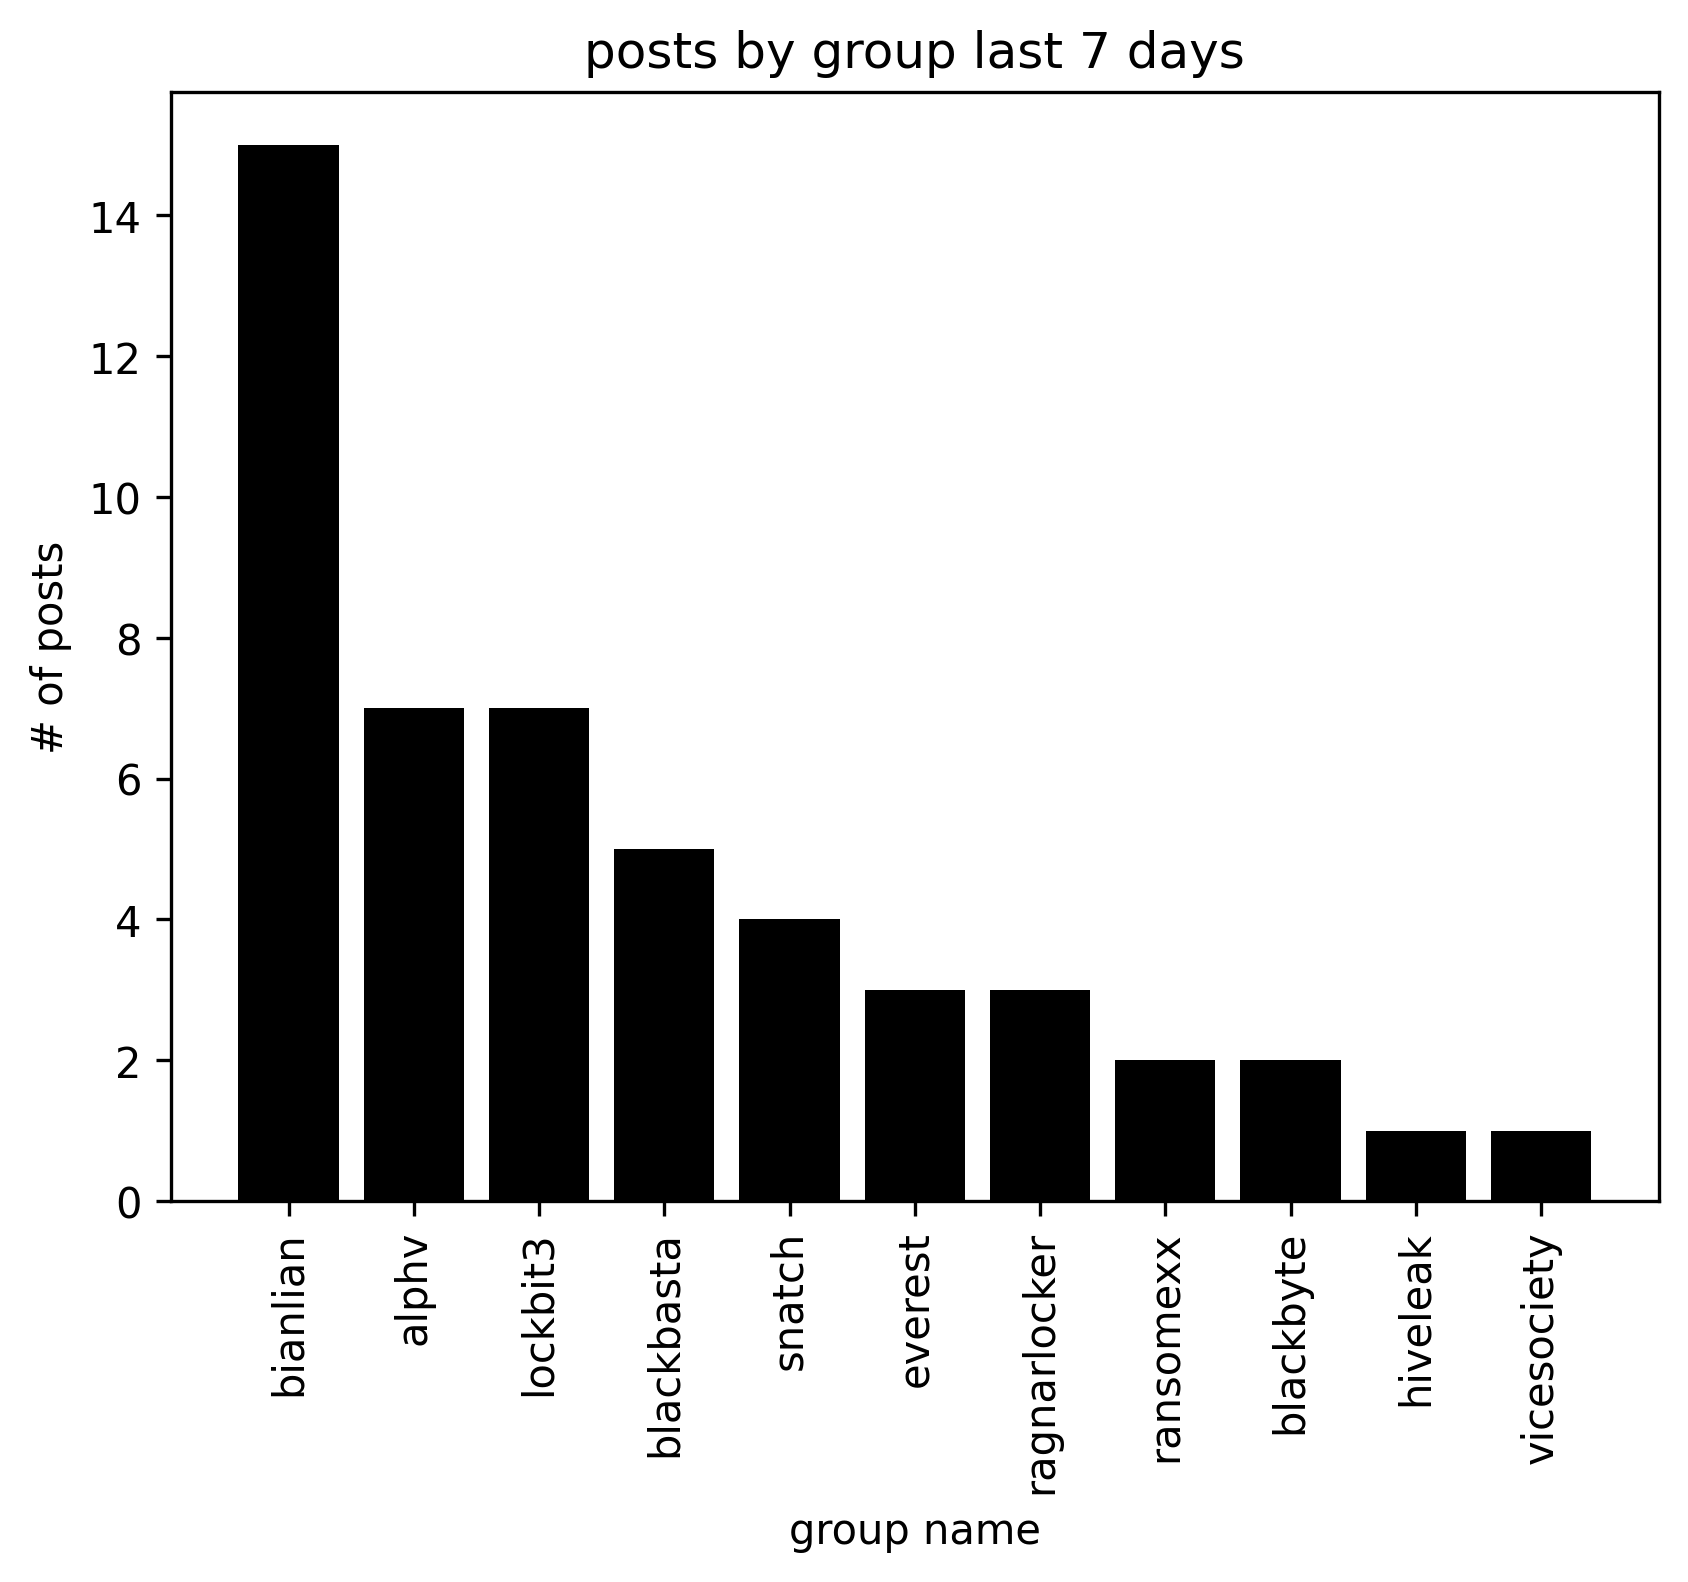 posts by group last 7 days
# of posts
14
12
10
8
6
4
2
0
bianlian
alphv
lockbit3
blackbasta
snatch
everest
ragnarlocker
ransomexx
blackbyte
hiveleak
vicesociety
group name